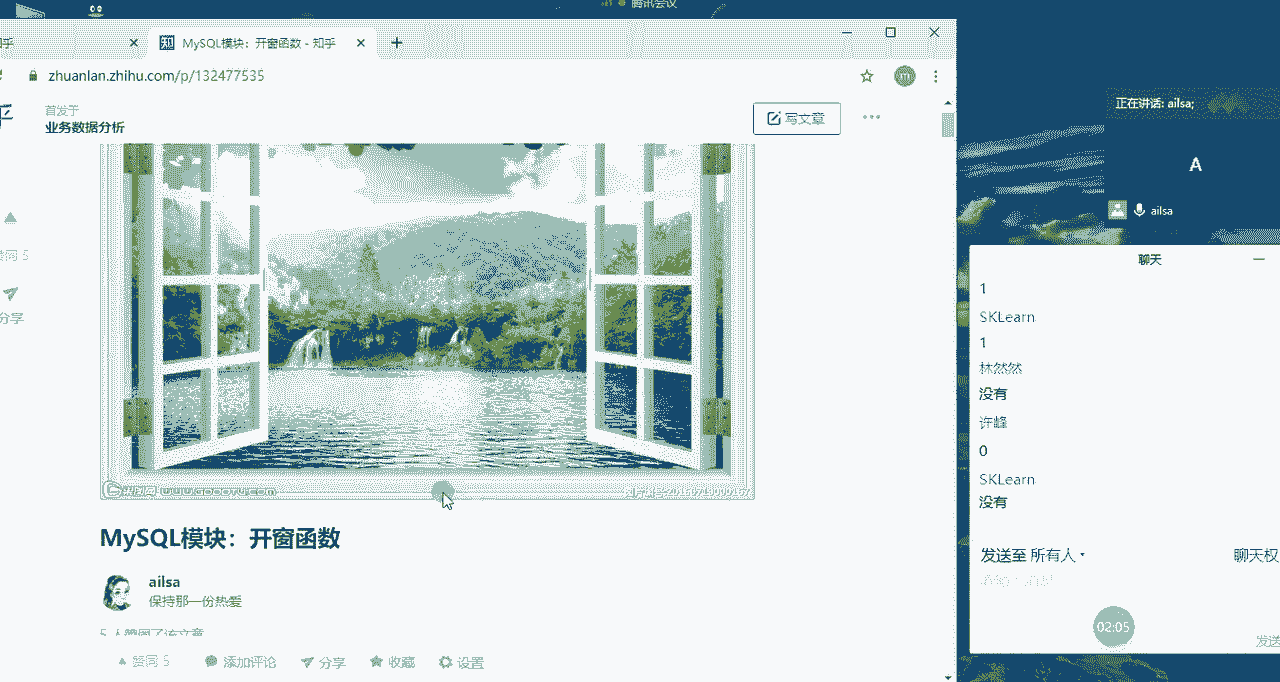 腾讯会议
乎
MySQL模块：开窗函数 - 知乎
zhuanlan.zhihu.com/p/132477535
首发于
业务数据分析
写文章
赞同 5
分享
MySQL模块：开窗函数
ailsa
保持那一份热爱
5 人赞同了该文章
赞同 5
添加评论
分享
收藏
设置
正在讲话: ailsa;
A
ailsa
聊天
1
SKLearn
1
林然然
没有
许峰
0
SKLearn
没有
发送至 所有人
聊天权
02:05
发送